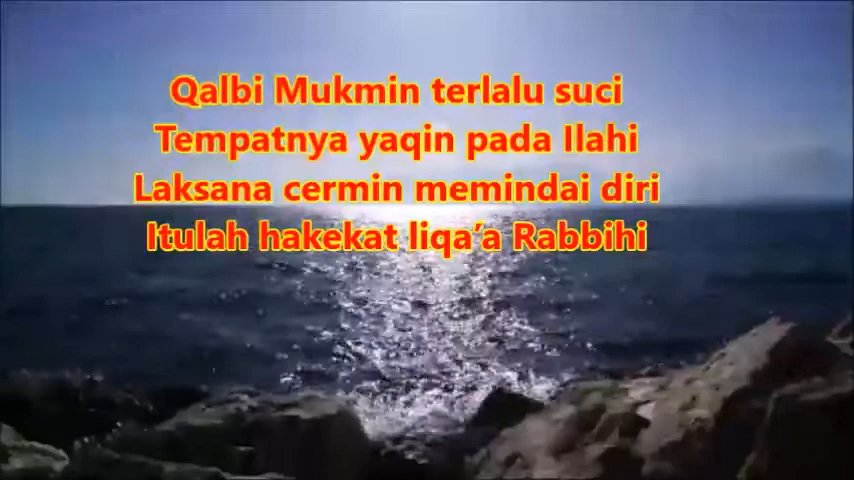 Qalbi Mukmin terlalu suci
Tempatnya yaqin pada Ilahi
Laksana cermin memindai diri
Itulah hakekat liqa’a Rabbihi